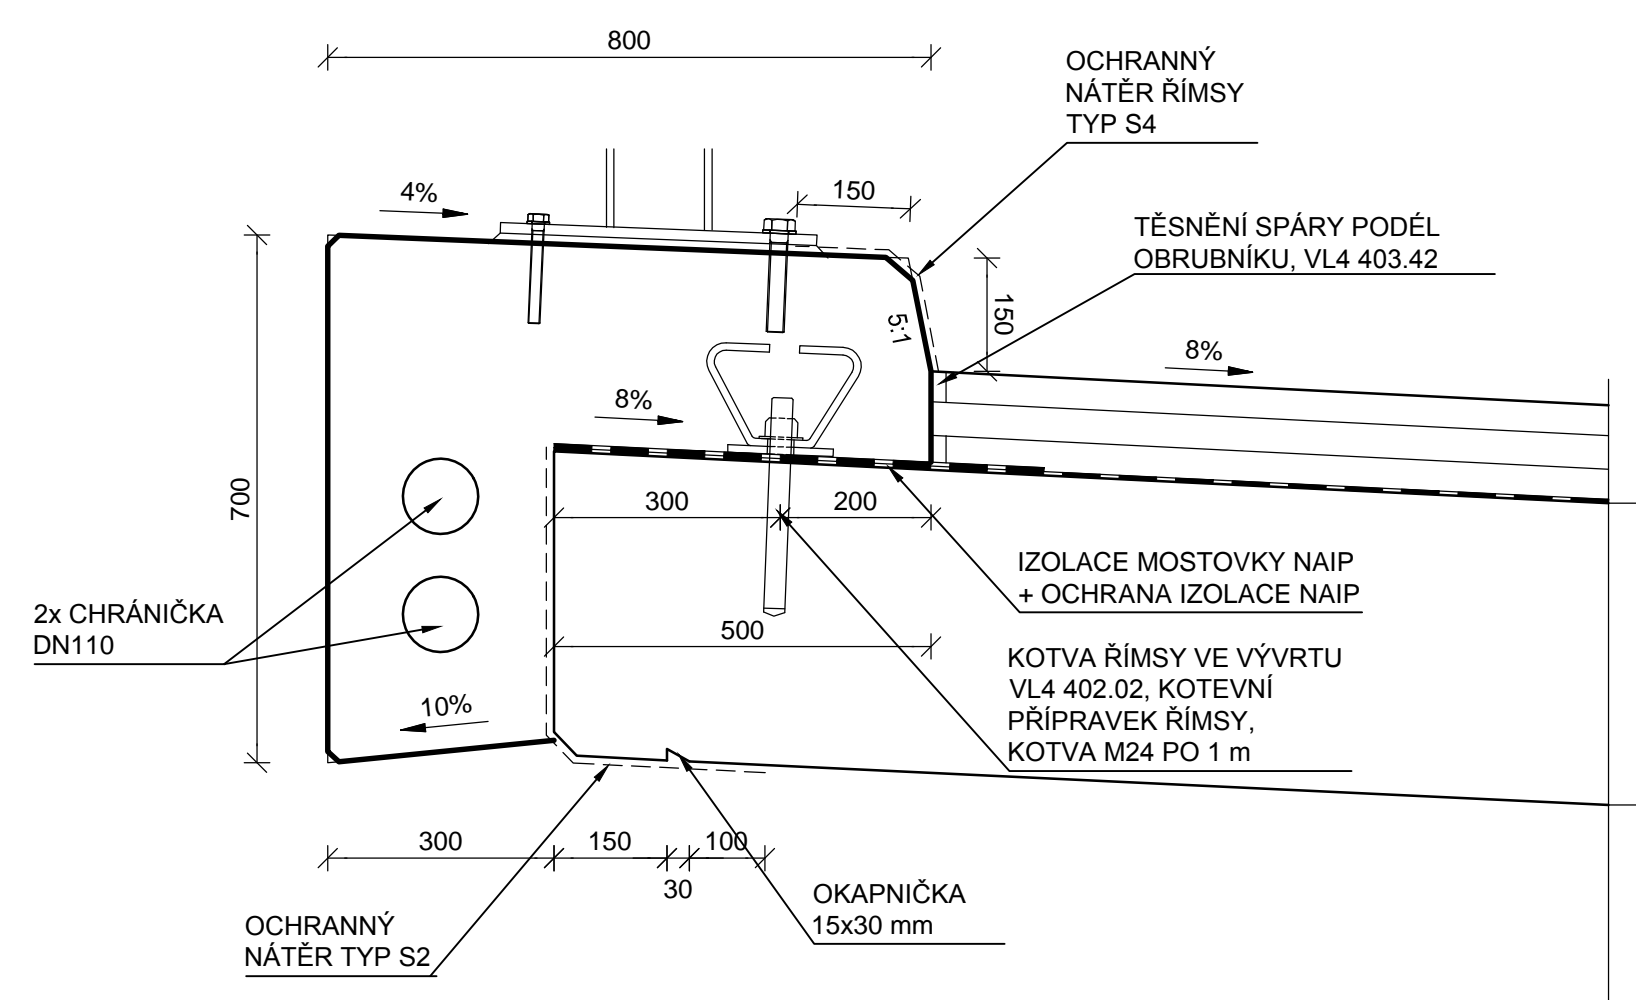 800
OCHRANNÝ
NÁTĚR ŘÍMSY
TYP S4
4%
150
TĚSNĚNÍ SPÁRY PODÉL
OBRUBNÍKU, VL4 403.42
150
5:1
8%
8%
700
300
200
IZOLACE MOSTOVKY NAIP
+ OCHRANA IZOLACE NAIP
2x CHRÁNIČKA
DN110
500
KOTVA ŘÍMSY VE VÝVRTU
VL4 402.02, KOTEVNÍ
PŘÍPRAVEK ŘÍMSY,
KOTVA M24 PO 1 m
10%
300
150
100
30
OKAPNIČKA
15x30 mm
OCHRANNÝ
NÁTĚR TYP S2